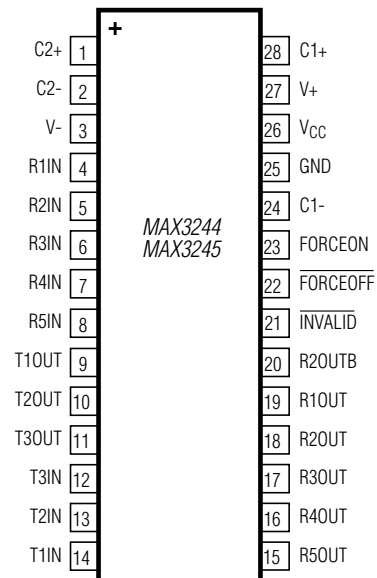 +
C2+ 1 28 C1+
C2- 2 27 V+
V- 3 26 VCC
R1IN 4 25 GND
R2IN 5 24 C1-
MAX3244
MAX3245
R3IN 6 23 FORCEON
R4IN 7 22 FORCEOFF
R5IN 8 21 INVALID
T1OUT 9 20 R2OUTB
T2OUT 10 19 R1OUT
T3OUT 11 18 R2OUT
T3IN 12 17 R3OUT
T2IN 13 16 R4OUT
T1IN 14 15 R5OUT